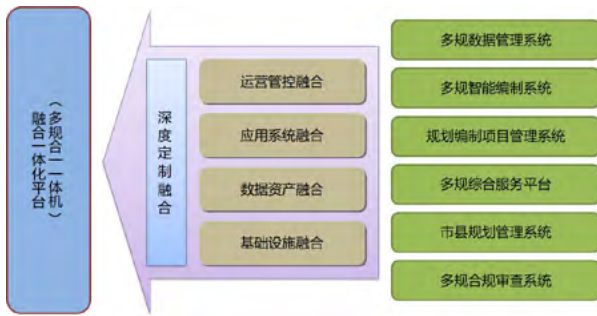 融合一体化平台
（多规合一一体机）
深度定制融合
运营管控融合
应用系统融合
数据资产融合
基础设施融合
多规数据管理系统
多规智能编制系统
规划编制项目管理系统
多规综合服务平台
市县规划管理系统
多规合规审查系统